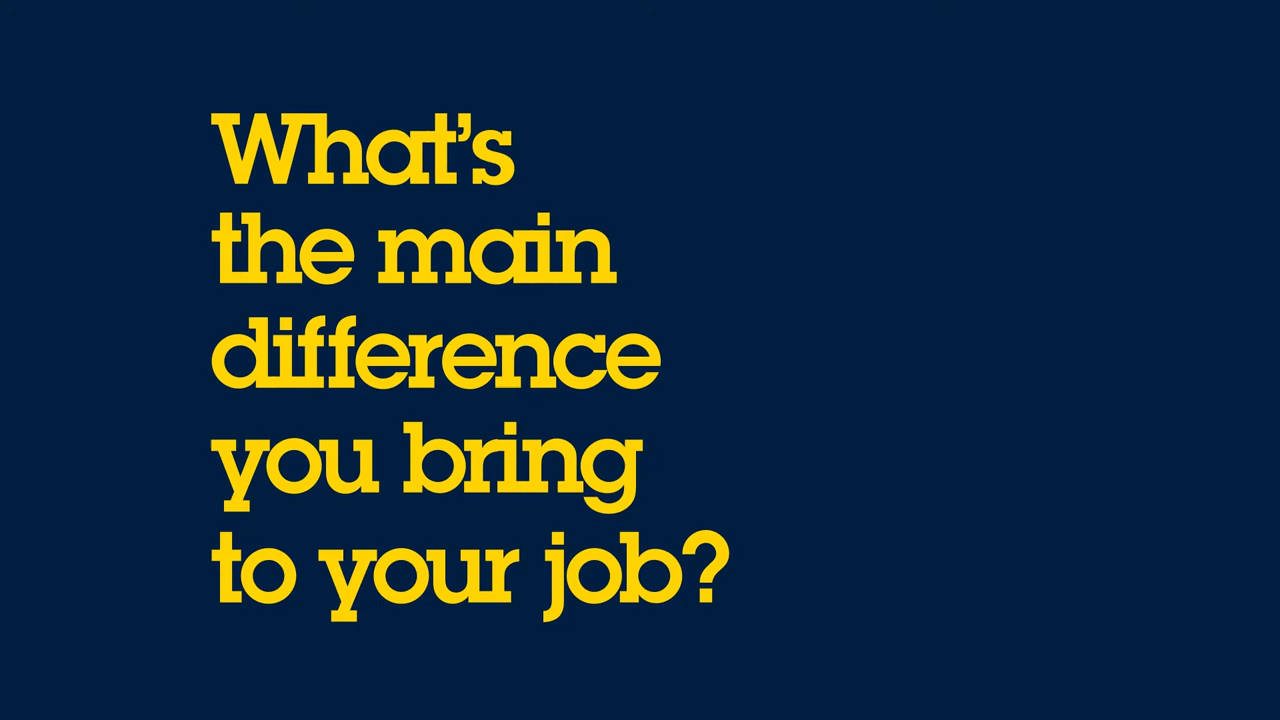 What’s
the main
difference
you bring
to your job?